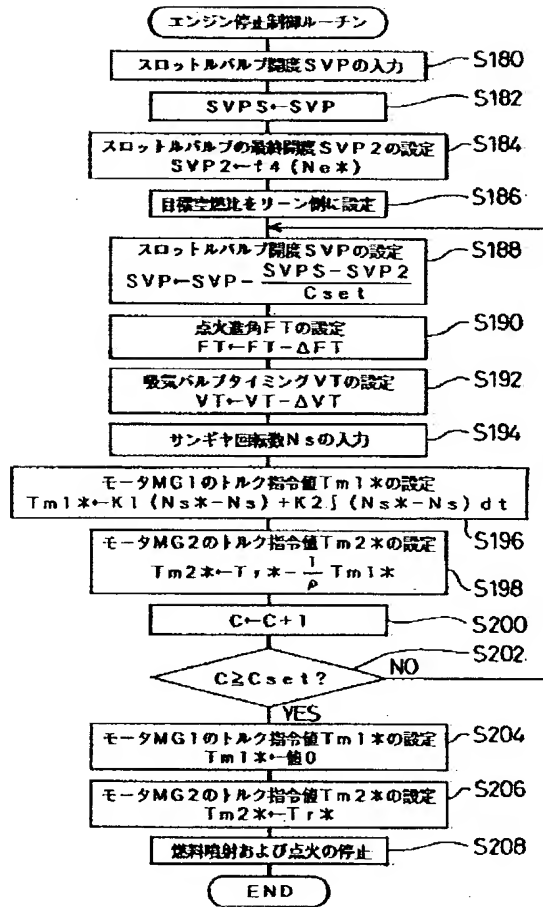 エンジン停止制御ルーチン
スロットルバルブ開度SVPの入力
S180
SVPS←SVP
S182
スロットルバルブの最終開度SVP2の設定
SVP2←f4(Ne*)
S184
目標空燃比をリーン側に設定
S186
スロットルバルブ開度SVPの設定
SVP←SVP-(SVPS-SVP2)/Cset
S188
点火進角FTの設定
FT←FT-ΔFT
S190
吸気バルブタイミングVTの設定
VT←VT-ΔVT
S192
サンギヤ回転数Nsの入力
S194
モータMG1のトルク指令値Tm1*の設定
Tm1*←K1(Ns*-Ns)+K2∫(Ns*-Ns)dt
S196
モータMG2のトルク指令値Tm2*の設定
Tm2*←Tr*-1/ρ Tm1*
S198
C←C+1
S200
C≧Cset?
S202
NO
YES
モータMG1のトルク指令値Tm1*の設定
Tm1*←値0
S204
モータMG2のトルク指令値Tm2*の設定
Tm2*←Tr*
S206
燃料噴射および点火の停止
S208
END